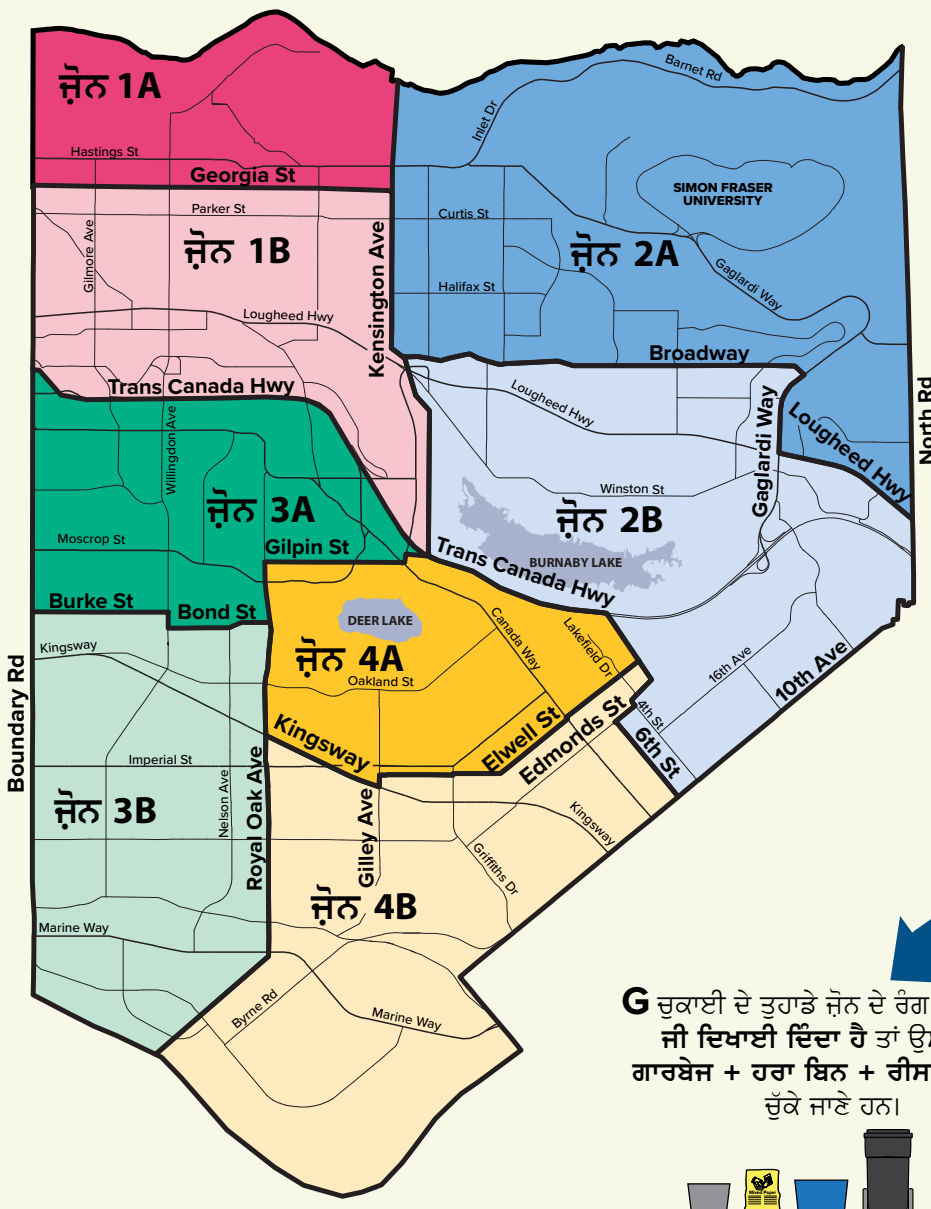 ਜ਼ੋਨ 1A
Hastings St
Georgia St
Barnet Rd
Inlet Dr
SIMON FRASER
UNIVERSITY
Parker St
Curtis St
ਜ਼ੋਨ 1B
ਜ਼ੋਨ 2A
Gilmore Ave
Kensington Ave
Gaglardi Way
Halifax St
Lougheed Hwy
Broadway
Trans Canada Hwy
Lougheed Hwy
Gaglardi Way
Lougheed Hwy
North Rd
Willingdon Ave
Winston St
ਜ਼ੋਨ 3A
ਜ਼ੋਨ 2B
Moscrop St
Gilpin St
Trans Canada Hwy
BURNABY LAKE
Burke St
Bond St
DEER LAKE
Canada Way
Lakefield Dr
Kingsway
ਜ਼ੋਨ 4A
Oakland St
16th Ave
10th Ave
Boundary Rd
4th St
6th St
Kingsway
Elwell St
Edmonds St
Imperial St
Nelson Ave
Royal Oak Ave
ਜ਼ੋਨ 3B
Gilley Ave
Kingsway
Griffiths Dr
ਜ਼ੋਨ 4B
Marine Way
Byrne Rd
Marine Way
G ਚੁਕਾਈ ਦੇ ਤੁਹਾਡੇ ਜ਼ੋਨ ਦੇ ਰੰਗ
ਜੀ ਦਿਖਾਈ ਦਿੰਦਾ ਹੈ ਤਾਂ
ਗਾਰਬੇਜ + ਹਰਾ ਬਿਨ +
ਚੁੱਕੇ ਜਾਣੇ ਹਨ।
Mixed Paper